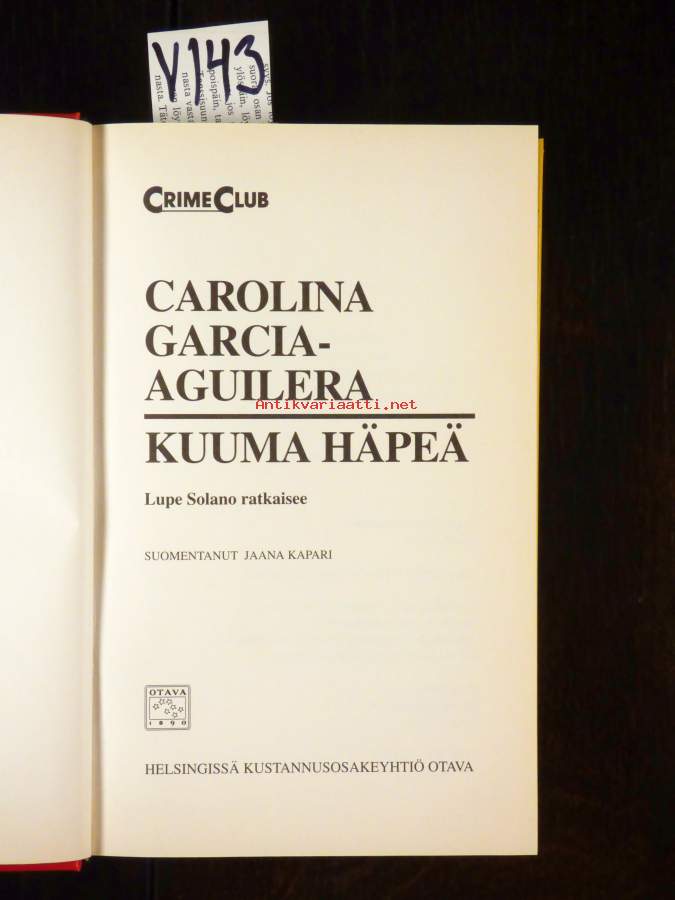 V143
CRIME CLUB
CAROLINA
GARCIA-
AGUILERA
Antikvariaatti.net
KUUMA HÄPEÄ
Lupe Solano ratkaisee
SUOMENTANUT JAANA KAPARI
OTAVA
1890
HELSINGISSÄ KUSTANNUSOSAKEYHTIÖ OTAVA